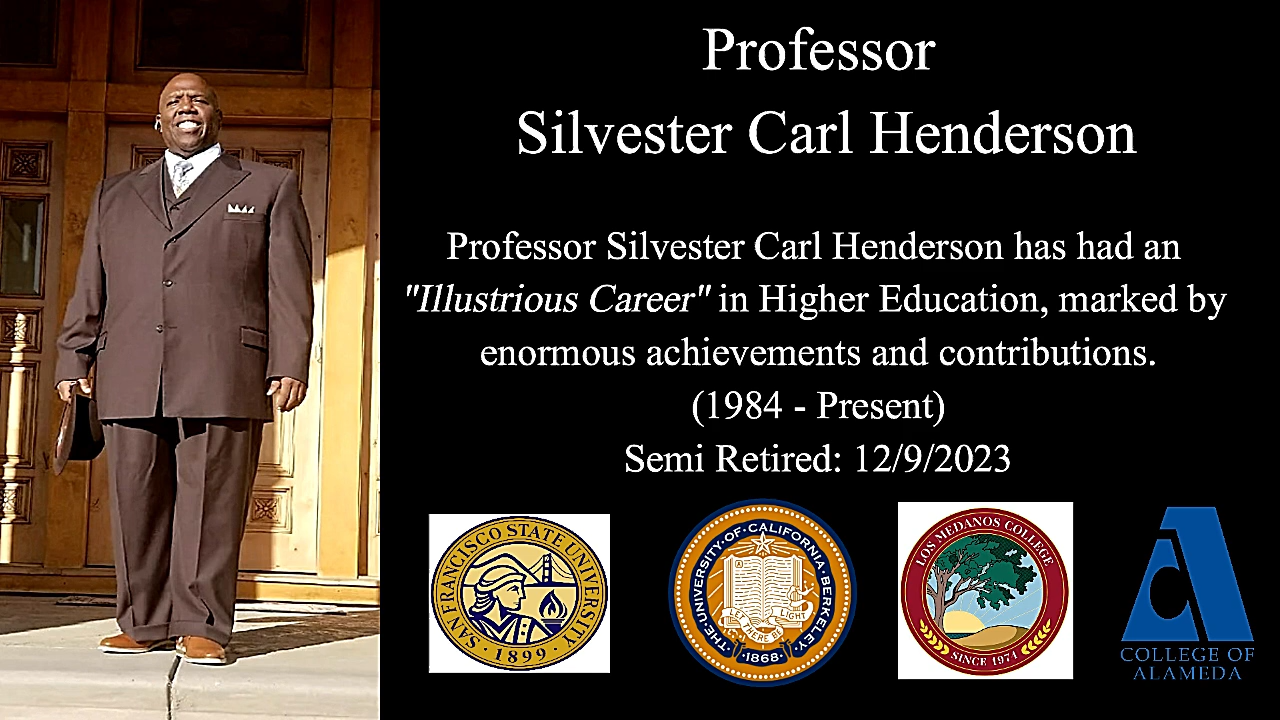 Professor
Silvester Carl Henderson
Professor Silvester Carl Henderson has had an
"Illustrious Career" in Higher Education, marked by
enormous achievements and contributions.
(1984 - Present)
Semi Retired: 12/9/2023
SAN FRANCISCO STATE UNIVERSITY
· 1899 ·
·THE·UNIVERSITY·OF·CALIFORNIA·BERKELEY·
LET THERE BE LIGHT
·1868·
LOS MEDANOS COLLEGE
SINCE 1974
COLLEGE OF
ALAMEDA